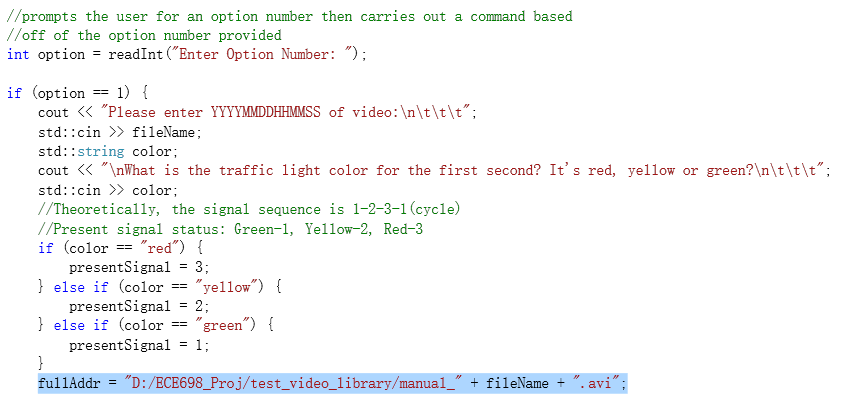 //prompts the user for an option number then carries out a command based
//off of the option number provided
int option = readInt("Enter Option Number: ");
if (option == 1) {
cout << "Please enter YYYYMMDDHHMMSS of video:\n\t\t\t";
std::cin >> fileName;
std::string color;
cout << "\nWhat is the traffic light color for the first second? It's red, yellow or green?\n\t\t\t";
std::cin >> color;
//Theoretically, the signal sequence is 1-2-3-1(cycle)
//Present signal status: Green-1, Yellow-2, Red-3
if (color == "red") {
presentSignal = 3;
} else if (color == "yellow") {
presentSignal = 2;
} else if (color == "green") {
presentSignal = 1;
}
fullAddr = "D:/ECE698_Proj/test_video_library/manual_" + fileName + ".avi";